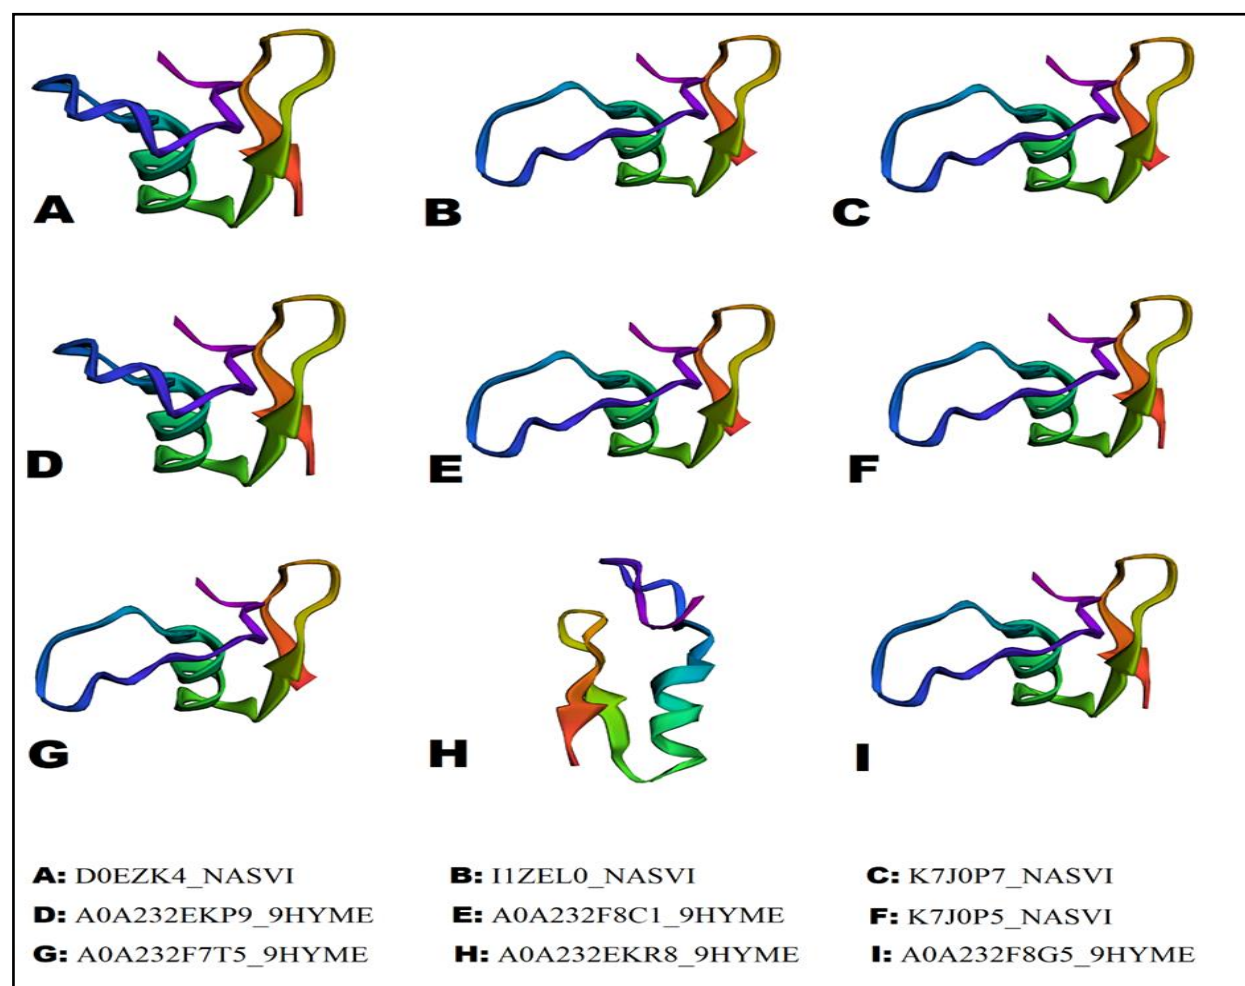 A B C
D E F
G H I
A: D0EZK4_NASVI B: I1ZEL0_NASVI C: K7J0P7_NASVI
D: A0A232EKP9_9HYME E: A0A232F8C1_9HYME F: K7J0P5_NASVI
G: A0A232F7T5_9HYME H: A0A232EKR8_9HYME I: A0A232F8G5_9HYME